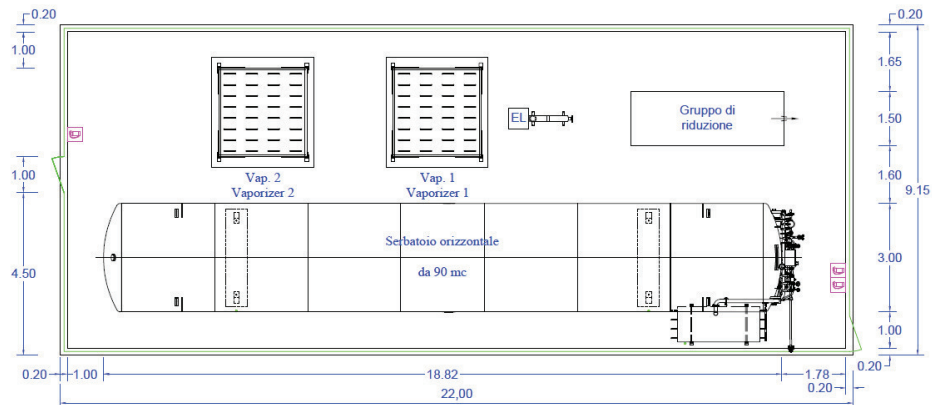 0.20
0.20
1.00
1.65
EL
Gruppo di
riduzione
1.50
1.00
Vap. 2
Vaporizer 2
Vap. 1
Vaporizer 1
1.60
9.15
Serbatoio orizzontale
da 90 mc
4.50
3.00
1.00
0.20
0.20
1.00
18.82
1.78
0.20
22,00